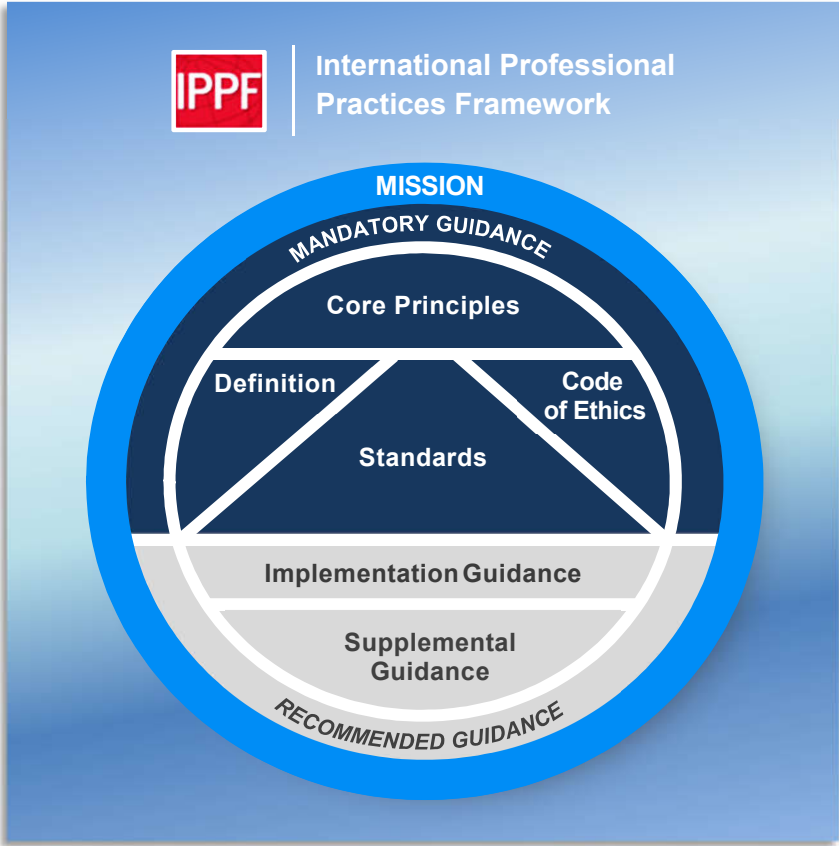 IPPF
International Professional
Practices Framework
MISSION
MANDATORY GUIDANCE
Core Principles
Definition
Code
of Ethics
Standards
Implementation Guidance
Supplemental
Guidance
RECOMMENDED GUIDANCE